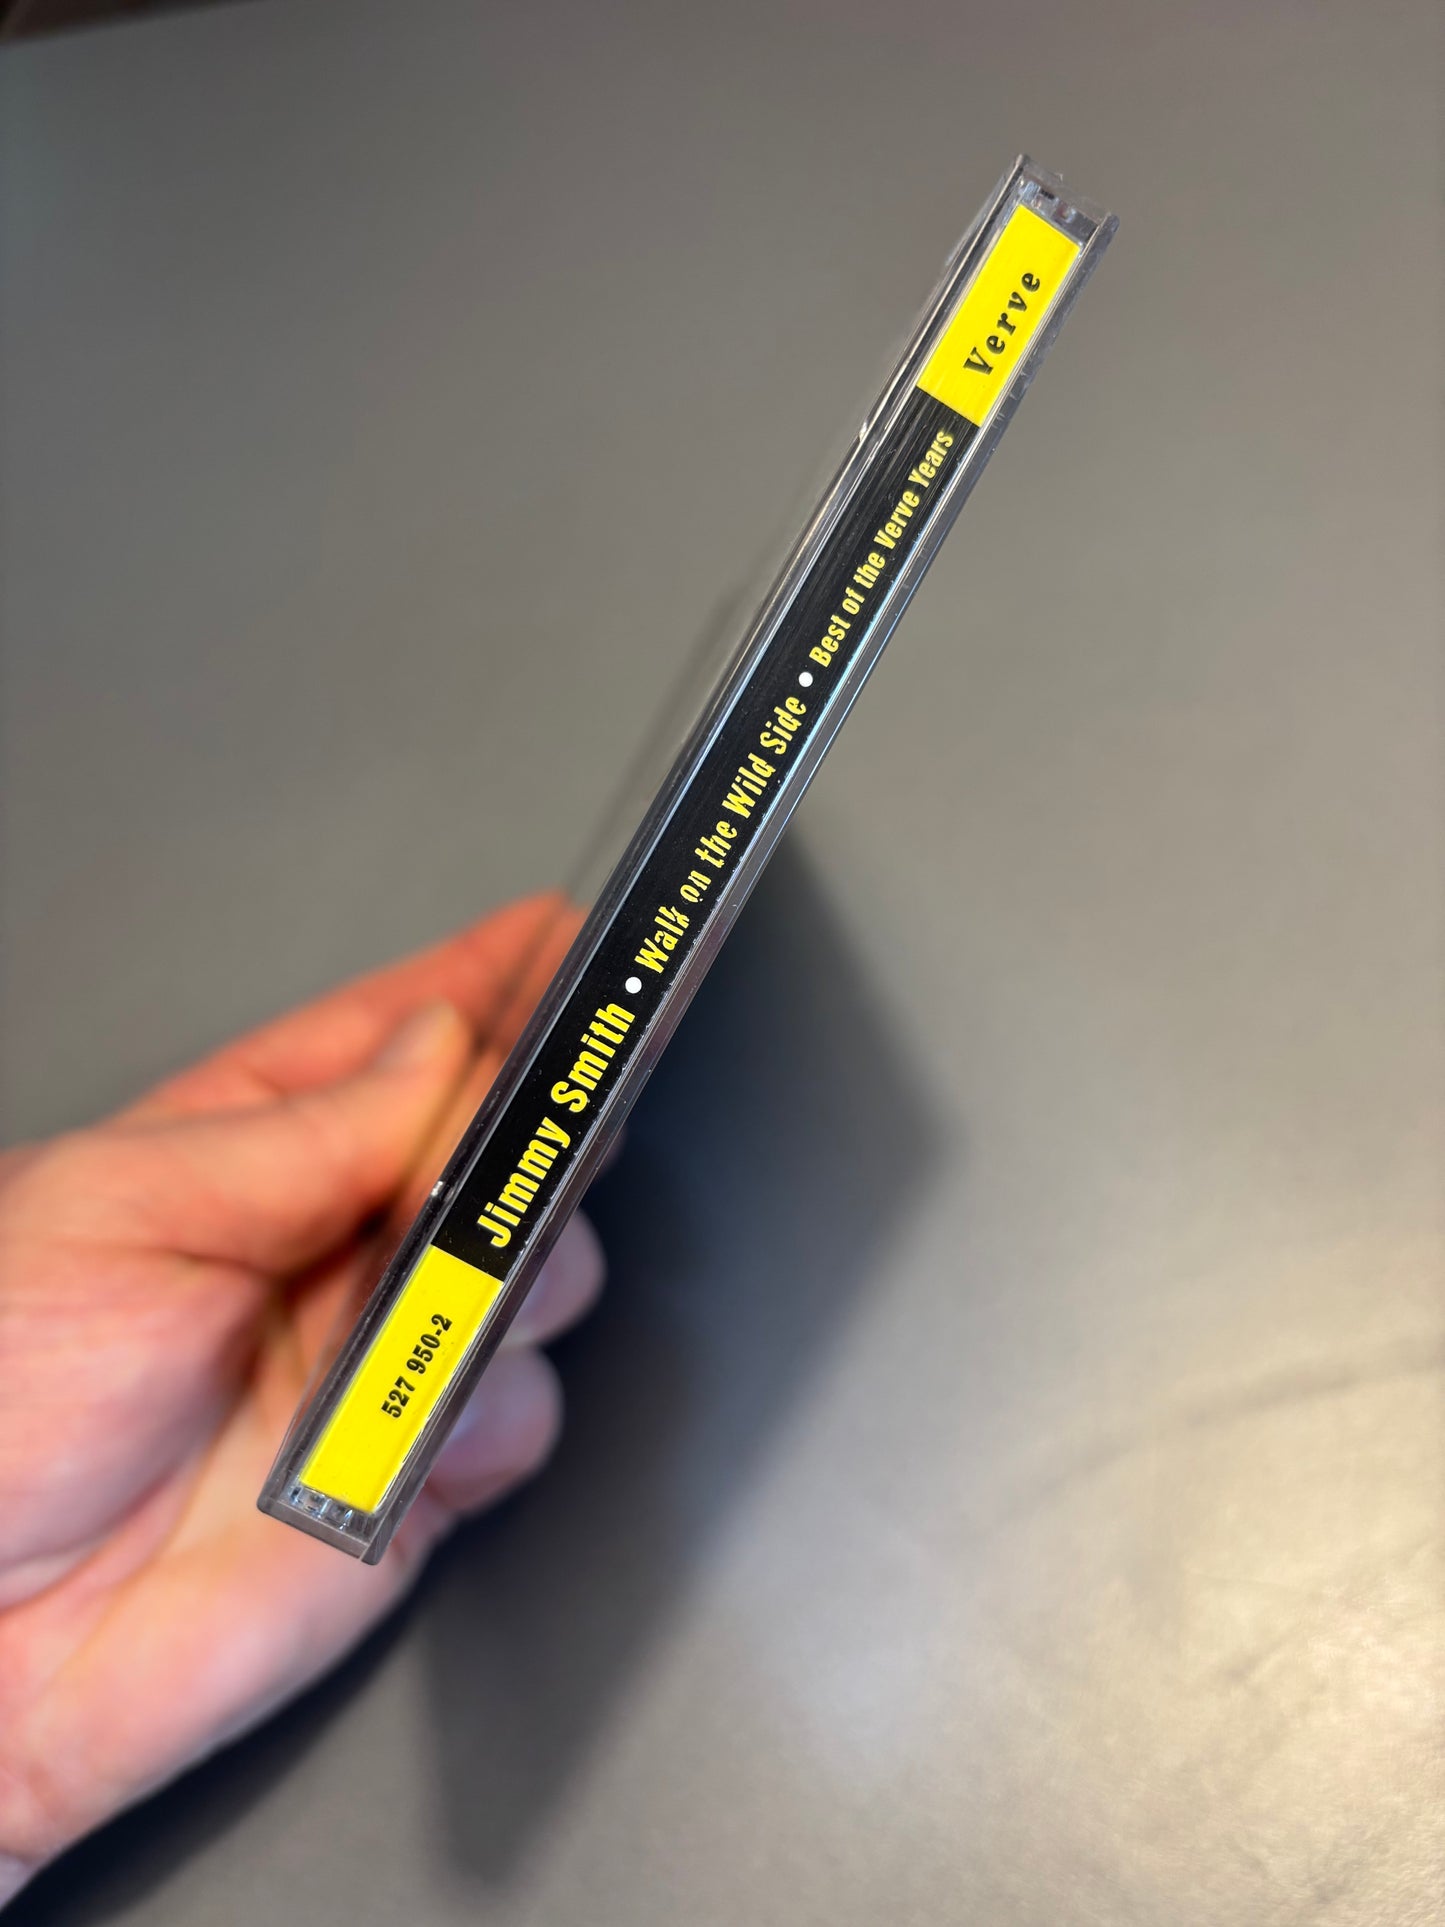 527 950-2
Jimmy Smith • Walk on the Wild Side • Best of the Verve Years
Verve